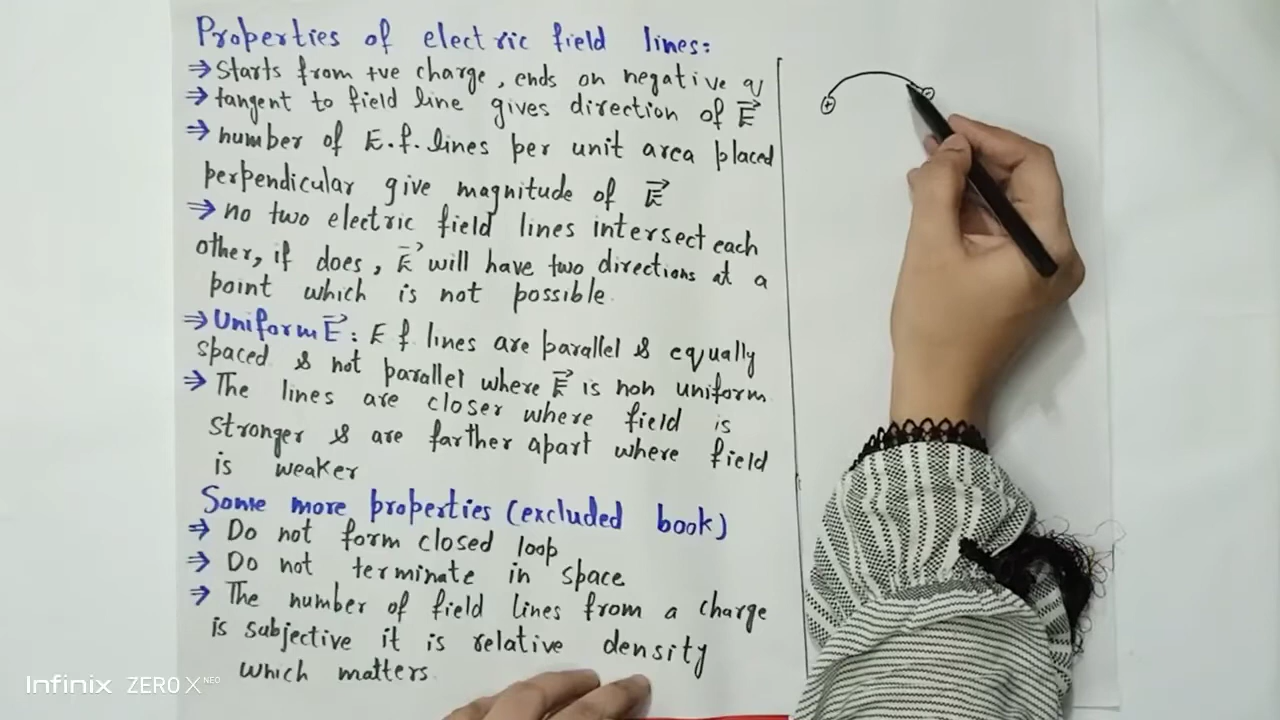 Properties of electric field lines:
⇒ Starts from +ve charge, ends on negative q
⇒ tangent to field line gives direction of E⃗
⇒ number of E.f. lines per unit area placed
perpendicular give magnitude of E⃗
⇒ no two electric field lines intersect each
other, if does, E⃗ will have two directions at a
point which is not possible.
⇒ Uniform E⃗ : E f lines are parallel & equally
spaced & not parallel where E⃗ is non uniform.
⇒ The lines are closer where field is
stronger & are farther apart where field
is weaker
Some more properties (excluded book)
⇒ Do not form closed loop
⇒ Do not terminate in space
⇒ The number of field lines from a charge
is subjective it is relative density
which matters.
+
-
Infinix ZERO X NEO